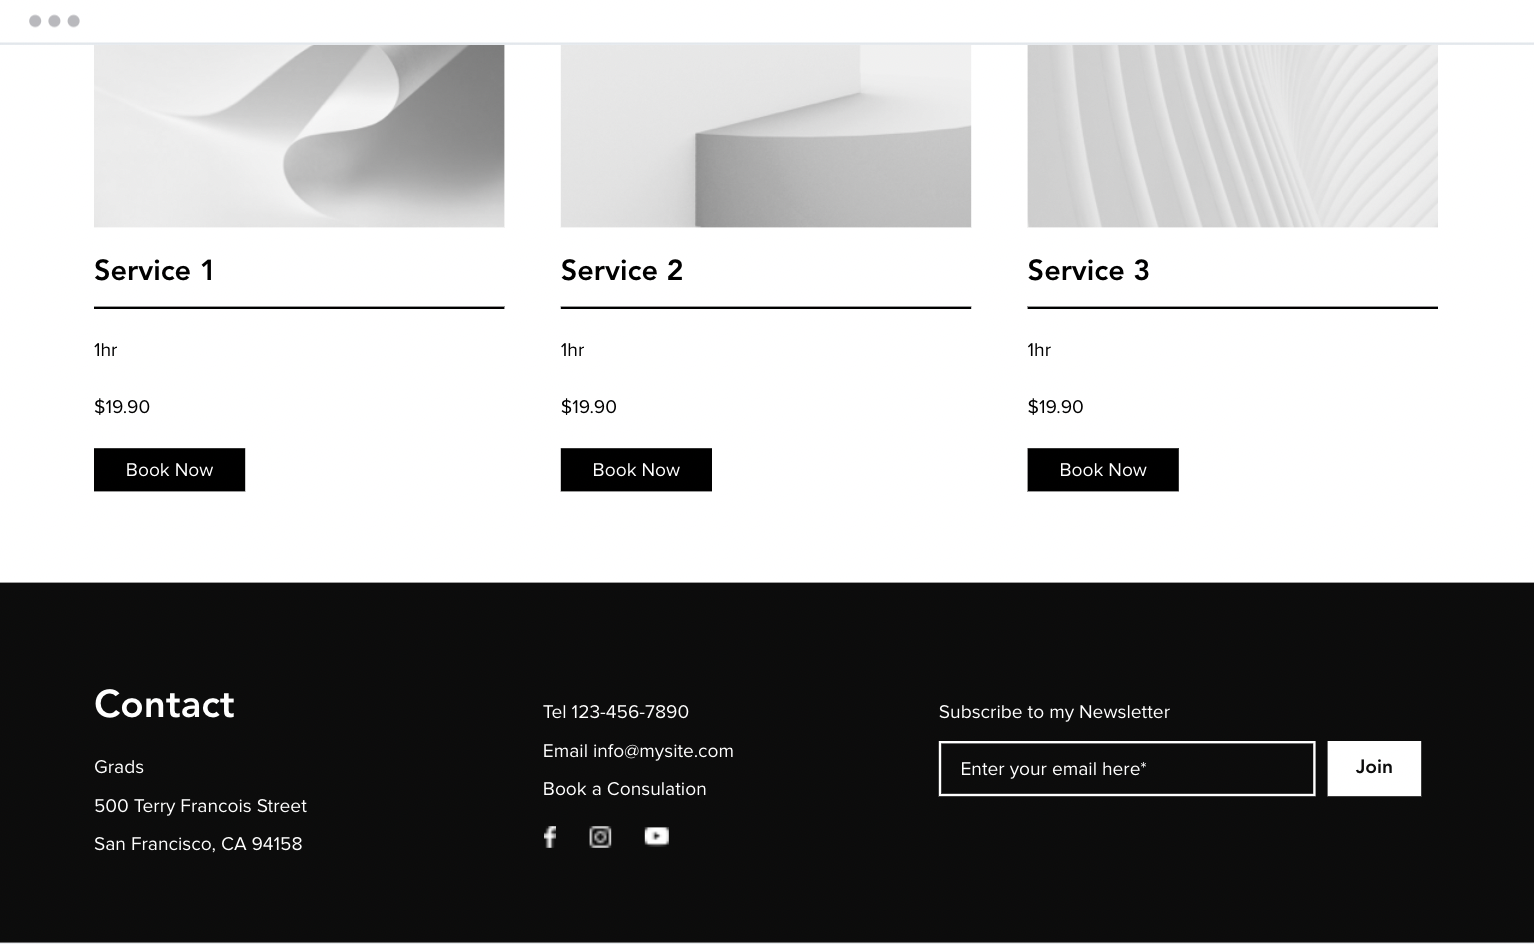 Service 1
1hr
$19.90
Book Now
Service 2
1hr
$19.90
Book Now
Service 3
1hr
$19.90
Book Now
Contact
Grads
500 Terry Francois Street
San Francisco, CA 94158
Tel 123-456-7890
Email info@mysite.com
Book a Consulation
Subscribe to my Newsletter
Enter your email here*
Join